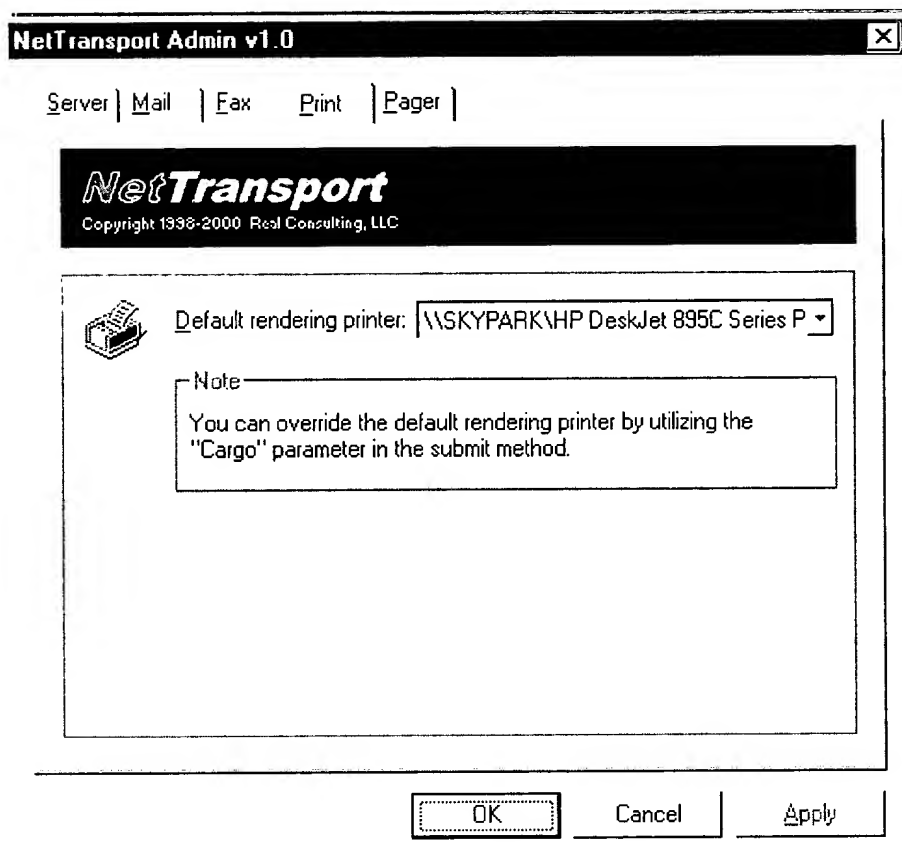 NetTransport Admin v1.0
Server Mail Fax Print Pager
NetTransport
Copyright 1998-2000 Real Consulting, LLC
Default rendering printer: \\SKYPARK\HP DeskJet 895C Series P
Note
You can override the default rendering printer by utilizing the
"Cargo" parameter in the submit method.
OK Cancel Apply